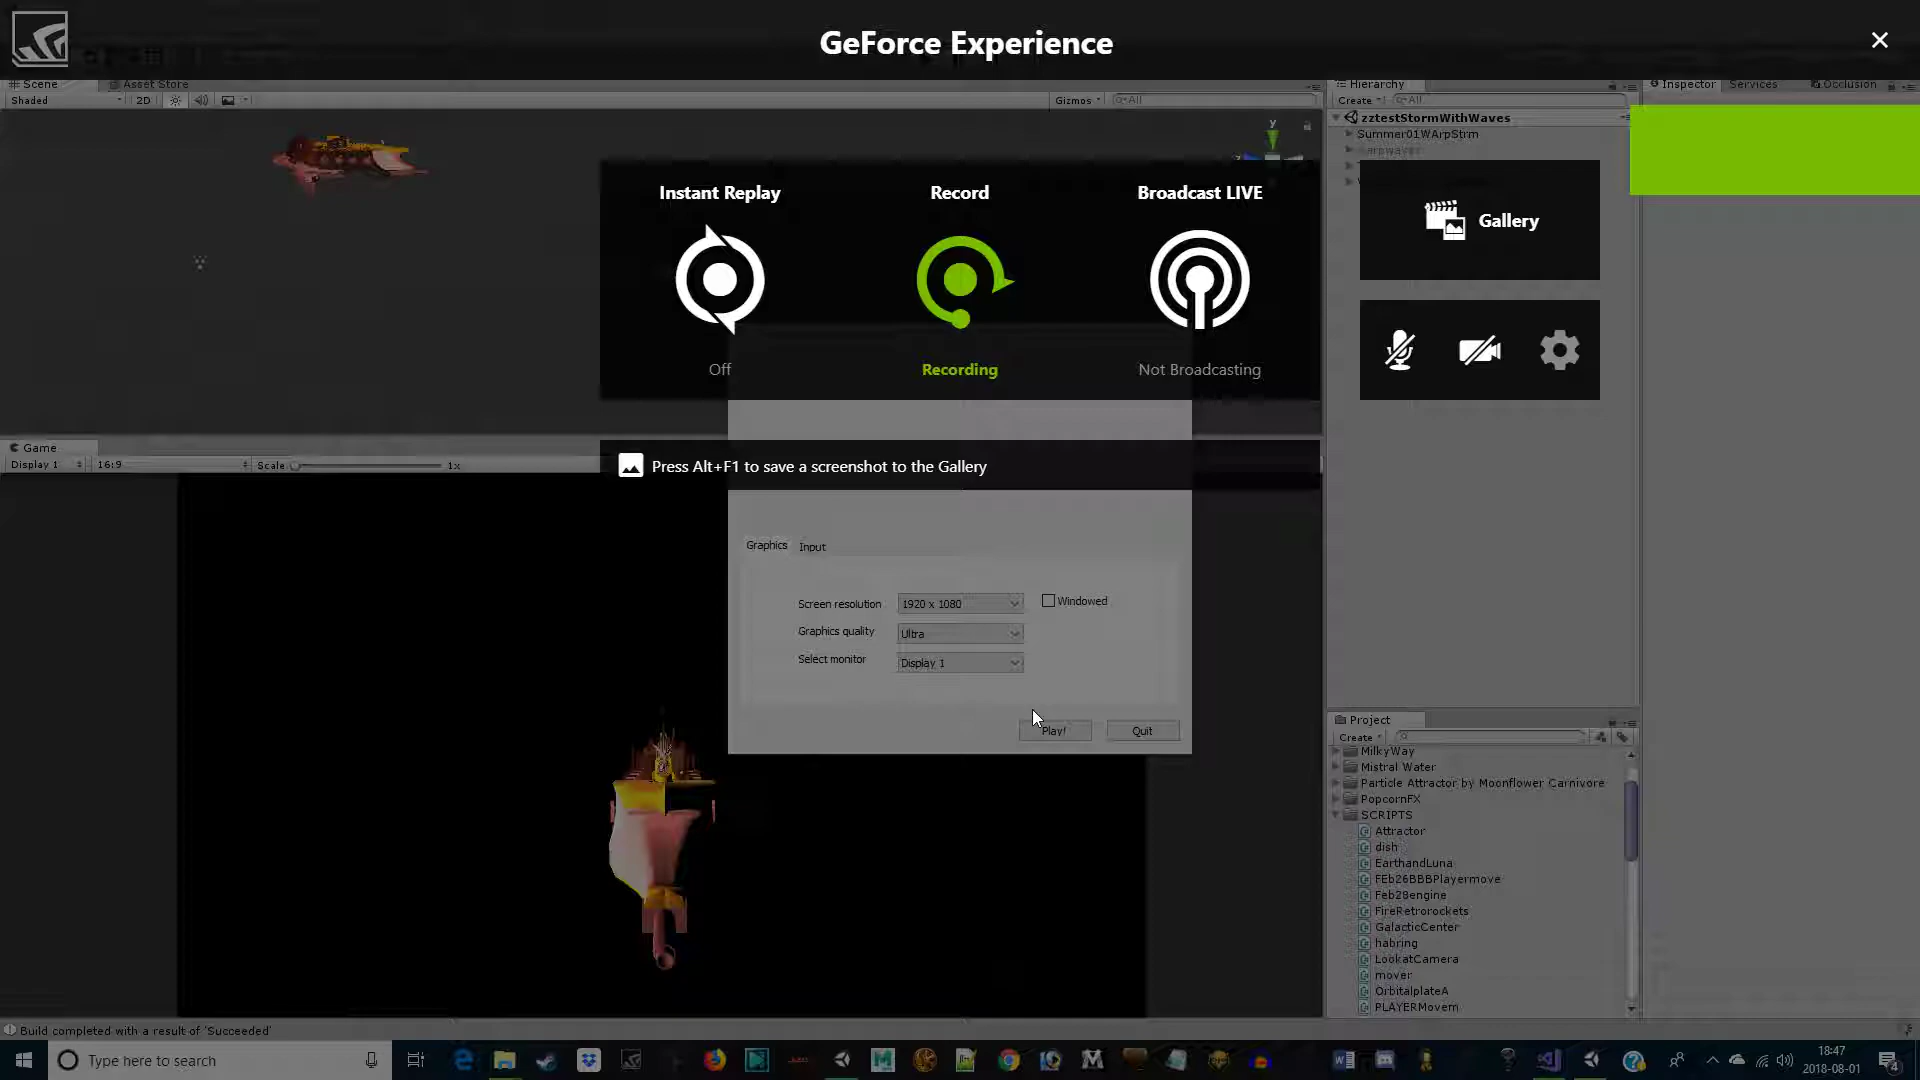 GeForce Experience
Scene
Asset Store
Hierarchy
Inspector
Services
Occlusion
Shaded
2D
Gizmos
All
Create
All
y
z
zztestStormWithWaves
Summer01WArpStrm
Instant Replay
Record
Broadcast LIVE
Gallery
Off
Recording
Not Broadcasting
Game
Display 1
16:9
Scale
1x
Press Alt+F1 to save a screenshot to the Gallery
Graphics
Input
Screen resolution
1920 x 1080
Windowed
Graphics quality
Ultra
Select monitor
Display 1
Play!
Quit
Project
Create
MilkyWay
Mistral Water
Particle Attractor by Moonflower Carnivore
PopcornFX
SCRIPTS
Attractor
dish
EarthandLuna
FEb26BBBPlayermove
Feb28engine
FireRetrorockets
GalacticCenter
habring
LookatCamera
mover
OrbitalplateA
PLAYERMovem
Build completed with a result of 'Succeeded'
Type here to search
18:47
2018-08-01
4